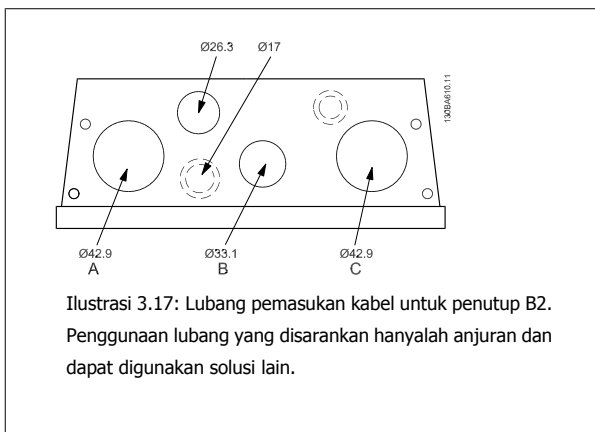 Ø26.3
Ø17
130BA610.11
Ø42.9
Ø33.1
Ø42.9
A
B
C
Ilustrasi 3.17: Lubang pemasukan kabel untuk penutup B2.
Penggunaan lubang yang disarankan hanyalah anjuran dan
dapat digunakan solusi lain.